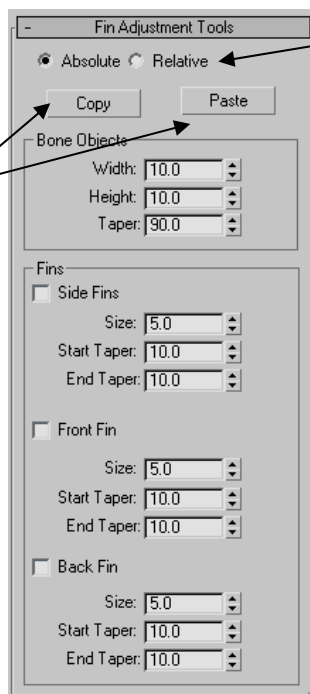 - Fin Adjustment Tools
Absolute Relative
Copy Paste
Bone Objects
Width: 10.0
Height: 10.0
Taper: 90.0
Fins
Side Fins
Size: 5.0
Start Taper: 10.0
End Taper: 10.0
Front Fin
Size: 5.0
Start Taper: 10.0
End Taper: 10.0
Back Fin
Size: 5.0
Start Taper: 10.0
End Taper: 10.0